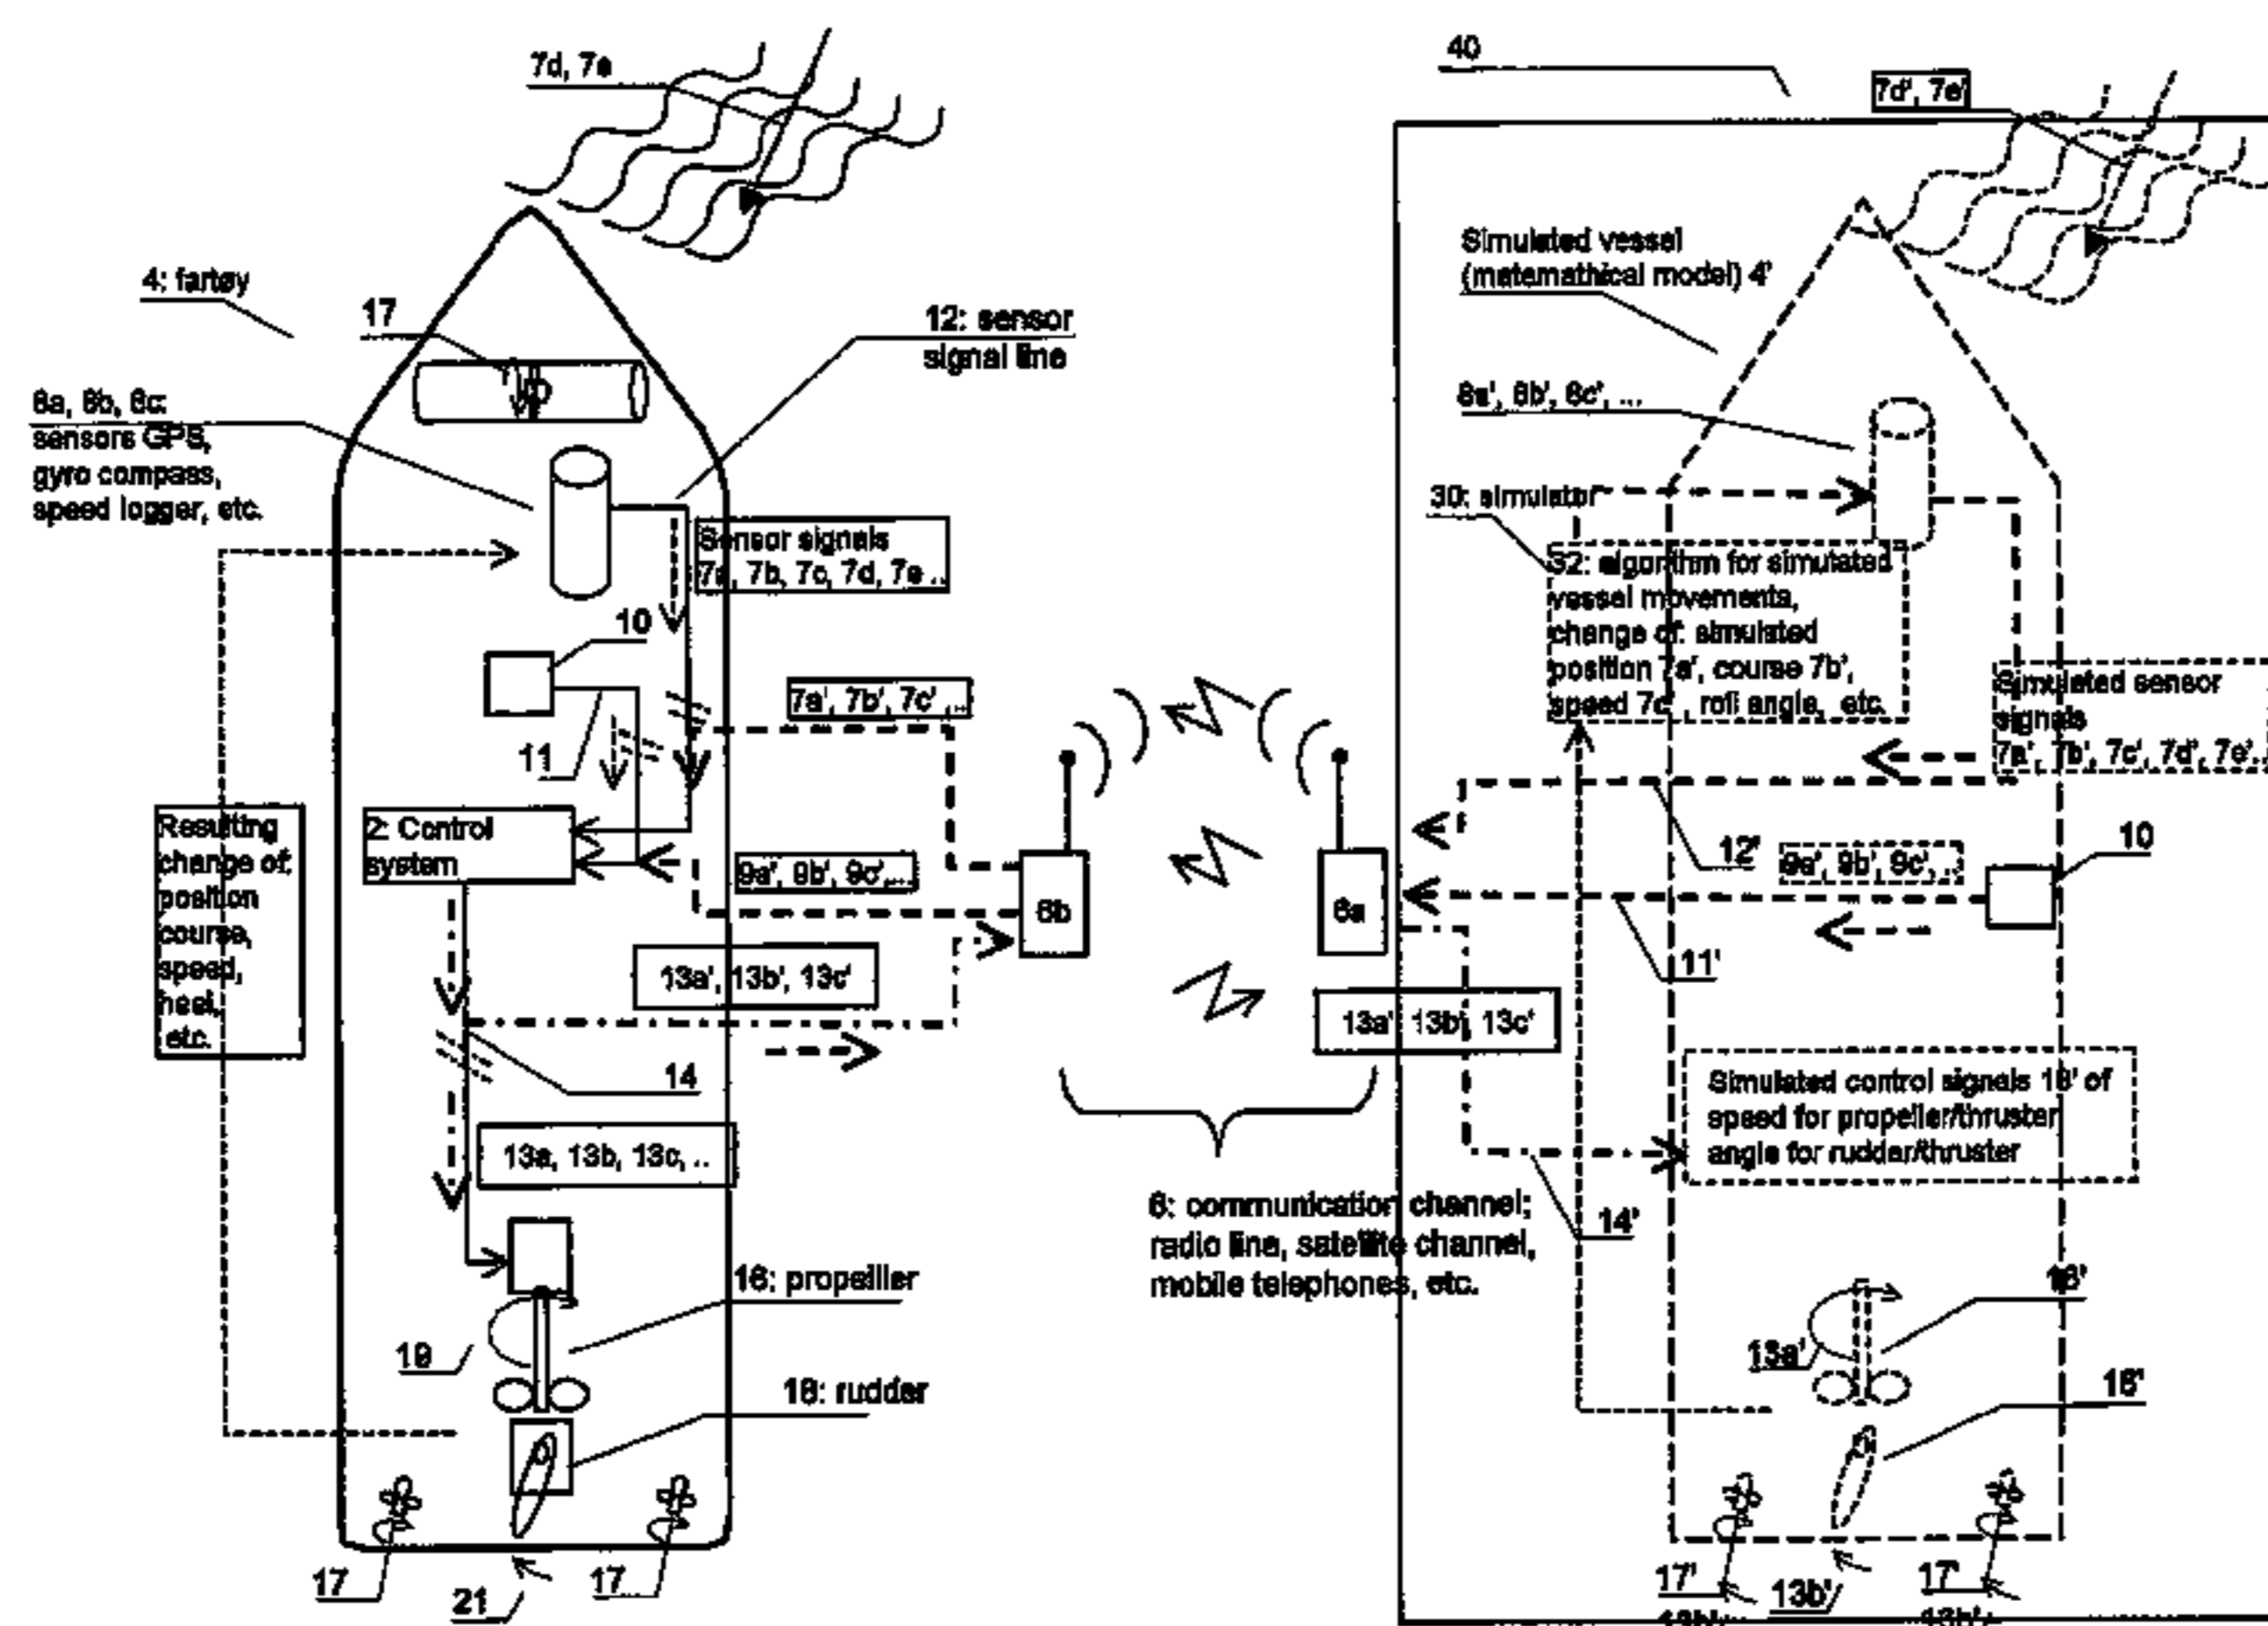 7d, 7e
4: fartøy
17
12: sensor
signal line
8a, 8b, 8c:
sensors GPS,
gyro compass,
speed logger, etc.
Sensor signals
7a, 7b, 7c, 7d, 7e ..
10
11
7a', 7b', 7c', ..
2: Control
system
Resulting
change of:
position
course,
speed,
heel,
etc.
9a', 9b', 9c',...
6b
6a
13a', 13b', 13c'
14
13a, 13b, 13c, ..
16: propeller
19
18: rudder
17
21
17
6: communication channel;
radio line, satellite channel,
mobile telephones, etc.
40
7d', 7e'
Simulated vessel
(matemathical model) 4'
8a', 8b', 8c', ...
30: simulator
32: algorithm for simulated
vessel movements,
change of: simulated
position 7a', course 7b',
speed 7c' , roll angle, etc.
Simulated sensor
signals
7a', 7b', 7c', 7d', 7e'..
12'
9a', 9b', 9c', ..
10
11'
13a' 13b', 13c'
Simulated control signals 18' of
speed for propeller/thruster
angle for rudder/thruster
14'
16'
13a'
18'
17'
13b'
17'
13b'
13b'